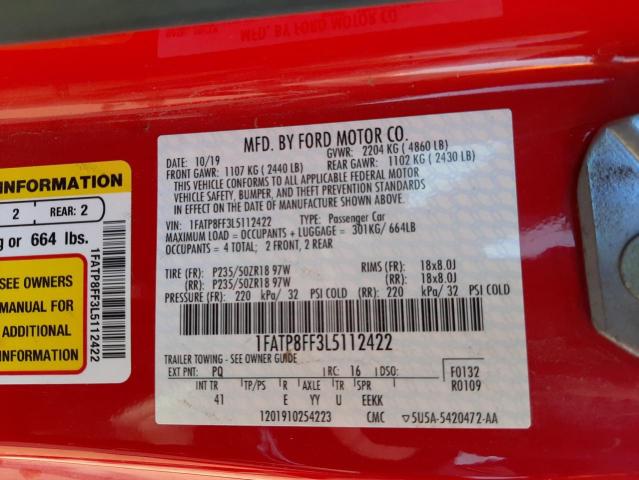 MFD. BY FORD MOTOR CO.
DATE: 10/19
GVWR: 2204 KG ( 4860 LB)
FRONT GAWR: 1107 KG ( 2440 LB)
REAR GAWR: 1102 KG ( 2430 LB)
THIS VEHICLE CONFORMS TO ALL APPLICABLE FEDERAL MOTOR
VEHICLE SAFETY, BUMPER, AND THEFT PREVENTION STANDARDS
IN EFFECT ON THE DATE OF MANUFACTURE SHOWN ABOVE.
VIN: 1FATP8FF3L5112422 TYPE: Passenger Car
MAXIMUM LOAD = OCCUPANTS + LUGGAGE = 301KG/ 664LB
OCCUPANTS = 4 TOTAL; 2 FRONT, 2 REAR
TIRE (FR): P235/50ZR18 97W RIMS (FR): 18x8.0J
(RR): P235/50ZR18 97W (RR): 18x8.0J
PRESSURE (FR): 220 kPa/ 32 PSI COLD (RR): 220 kPa/ 32 PSI COLD
1FATP8FF3L5112422
TRAILER TOWING - SEE OWNER GUIDE
EXT PNT: PQ RC: 16 DSO: F0132
R0109
INT TR TP/PS R AXLE TR SPR
41 E YY U EEKK
1201910254223 CMC 5U5A-5420472-AA
INFORMATION
2 REAR: 2
g or 664 lbs.
SEE OWNERS
MANUAL FOR
ADDITIONAL
INFORMATION
1FATP8FF3L5112422